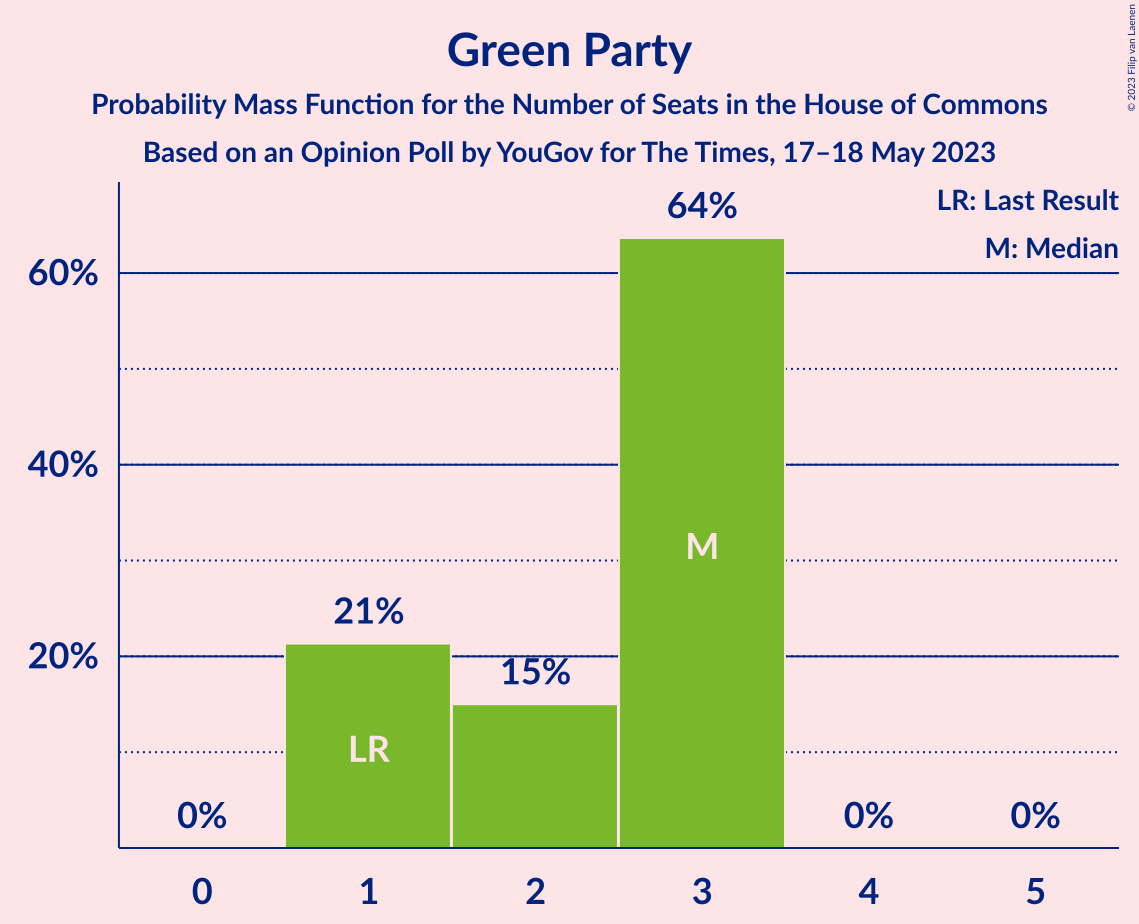 Green Party
Probability Mass Function for the Number of Seats in the House of Commons
Based on an Opinion Poll by YouGov for The Times, 17–18 May 2023
© 2023 Filip van Laenen
LR: Last Result
M: Median
60%
40%
20%
0%
21%
15%
64%
0%
0%
LR
M
0
1
2
3
4
5